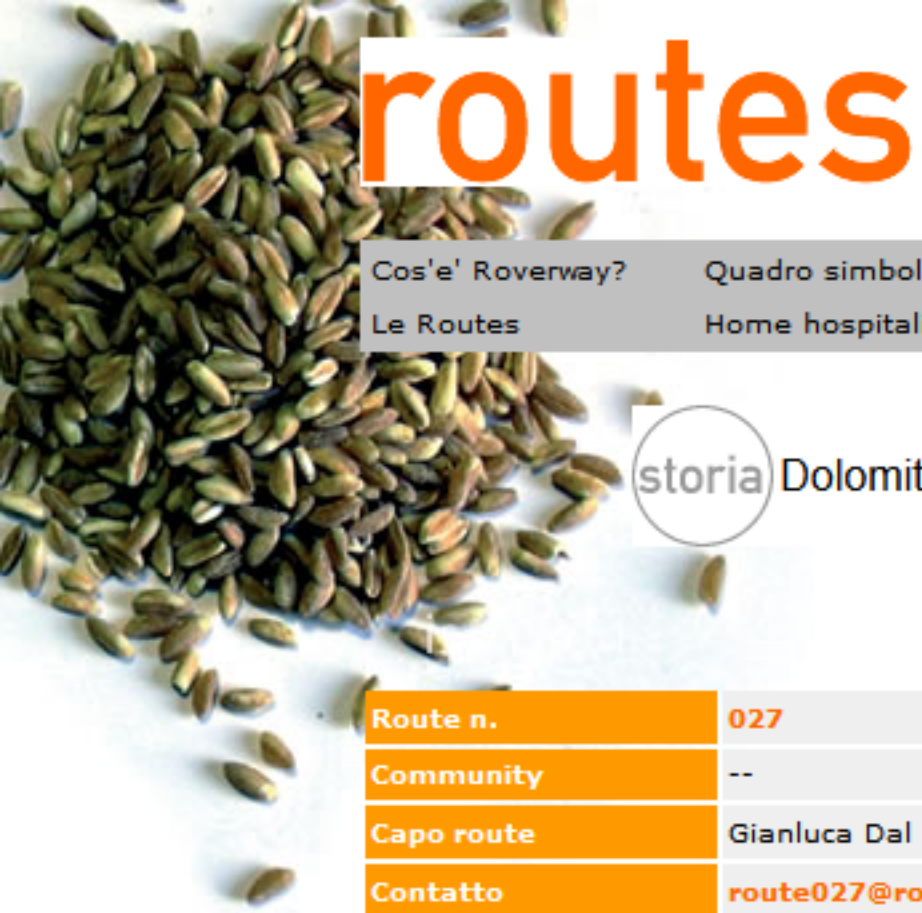 routes
Cos'e' Roverway? Quadro simbol
Le Routes Home hospital
storia Dolomit
Route n. 027
Community --
Capo route Gianluca Dal
Contatto route027@ro